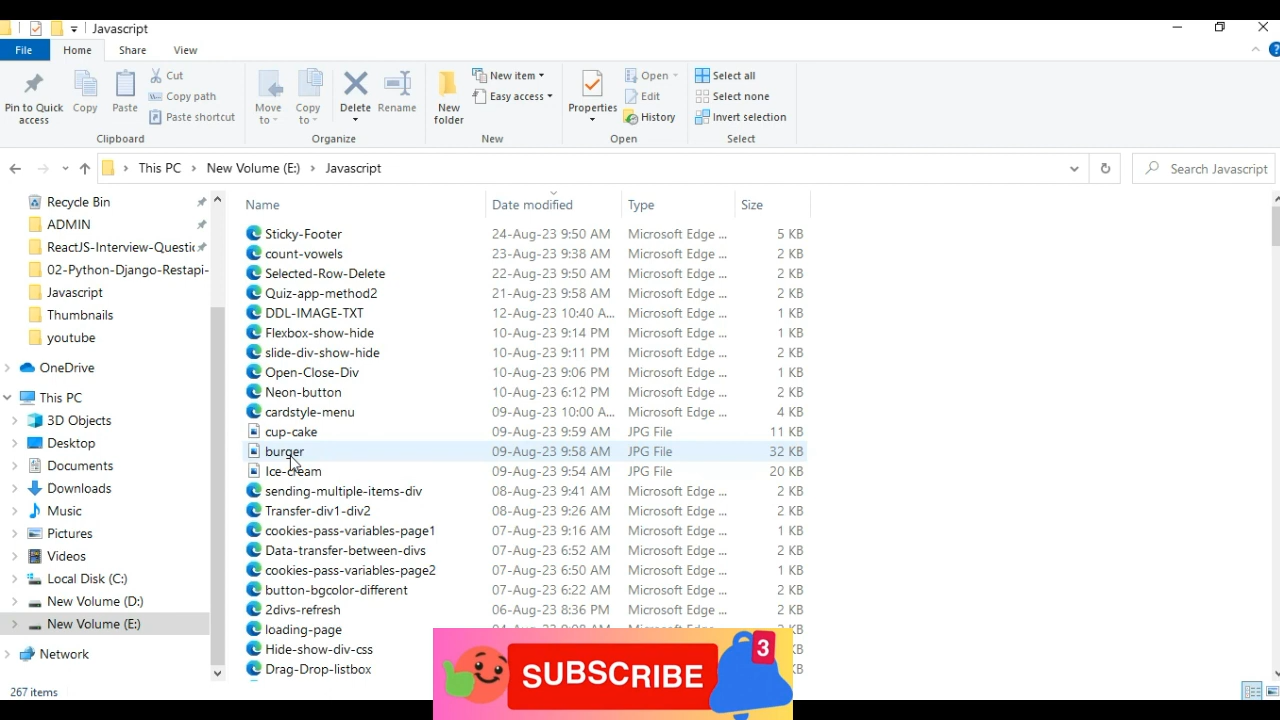 Javascript
File Home Share View
Pin to Quick access
Copy
Paste
Cut
Copy path
Paste shortcut
Clipboard
Move to
Copy to
Delete
Rename
Organize
New folder
New item
Easy access
New
Properties
Open
Edit
History
Open
Select all
Select none
Invert selection
Select
This PC New Volume (E:) Javascript
Search Javascript
Recycle Bin
ADMIN
ReactJS-Interview-Questic
02-Python-Django-Restapi-
Javascript
Thumbnails
youtube
OneDrive
This PC
3D Objects
Desktop
Documents
Downloads
Music
Pictures
Videos
Local Disk (C:)
New Volume (D:)
New Volume (E:)
Network
Name Date modified Type Size
Sticky-Footer 24-Aug-23 9:50 AM Microsoft Edge ... 5 KB
count-vowels 23-Aug-23 9:38 AM Microsoft Edge ... 2 KB
Selected-Row-Delete 22-Aug-23 9:50 AM Microsoft Edge ... 2 KB
Quiz-app-method2 21-Aug-23 9:58 AM Microsoft Edge ... 2 KB
DDL-IMAGE-TXT 12-Aug-23 10:40 A... Microsoft Edge ... 1 KB
Flexbox-show-hide 10-Aug-23 9:14 PM Microsoft Edge ... 1 KB
slide-div-show-hide 10-Aug-23 9:11 PM Microsoft Edge ... 2 KB
Open-Close-Div 10-Aug-23 9:06 PM Microsoft Edge ... 1 KB
Neon-button 10-Aug-23 6:12 PM Microsoft Edge ... 2 KB
cardstyle-menu 09-Aug-23 10:00 A... Microsoft Edge ... 4 KB
cup-cake 09-Aug-23 9:59 AM JPG File 11 KB
burger 09-Aug-23 9:58 AM JPG File 32 KB
Ice-cream 09-Aug-23 9:54 AM JPG File 20 KB
sending-multiple-items-div 08-Aug-23 9:41 AM Microsoft Edge ... 2 KB
Transfer-div1-div2 08-Aug-23 9:26 AM Microsoft Edge ... 2 KB
cookies-pass-variables-page1 07-Aug-23 9:16 AM Microsoft Edge ... 1 KB
Data-transfer-between-divs 07-Aug-23 6:52 AM Microsoft Edge ... 2 KB
cookies-pass-variables-page2 07-Aug-23 6:50 AM Microsoft Edge ... 1 KB
button-bgcolor-different 07-Aug-23 6:22 AM Microsoft Edge ... 2 KB
2divs-refresh 06-Aug-23 8:36 PM Microsoft Edge ... 2 KB
loading-page KB
Hide-show-div-css KB
Drag-Drop-listbox KB
SUBSCRIBE
3
267 items